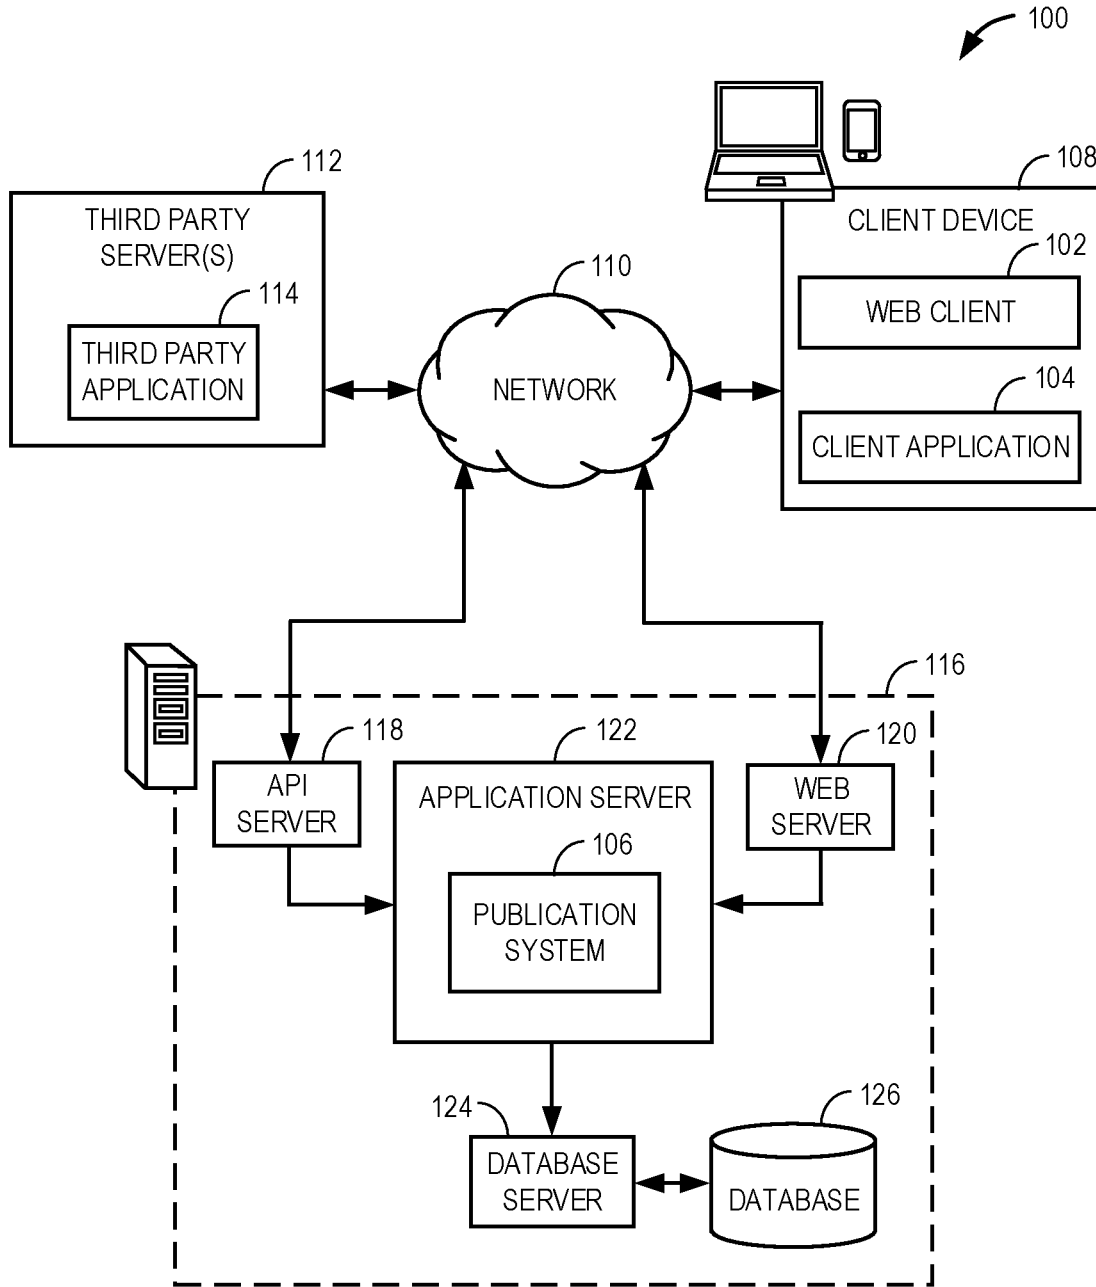 100
112
THIRD PARTY
SERVER(S)
114
THIRD PARTY
APPLICATION
110
NETWORK
108
CLIENT DEVICE
102
WEB CLIENT
104
CLIENT APPLICATION
116
118
API
SERVER
122
APPLICATION SERVER
106
PUBLICATION
SYSTEM
120
WEB
SERVER
124
DATABASE
SERVER
126
DATABASE